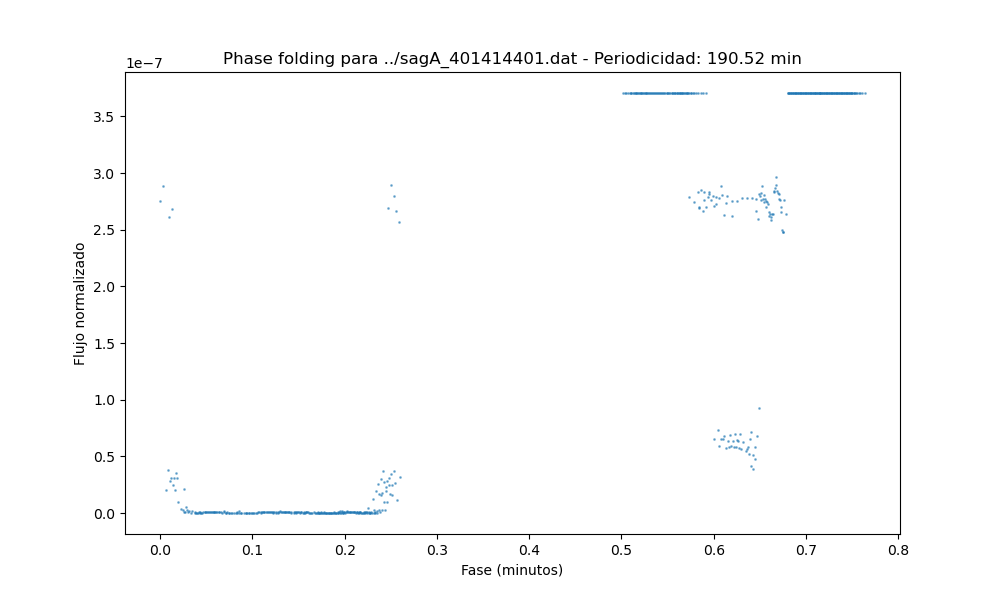 Phase folding para ../sagA_401414401.dat - Periodicidad: 190.52 min
1e−7
3.5
3.0
2.5
2.0
1.5
1.0
0.5
0.0
Flujo normalizado
0.0 0.1 0.2 0.3 0.4 0.5 0.6 0.7 0.8
Fase (minutos)